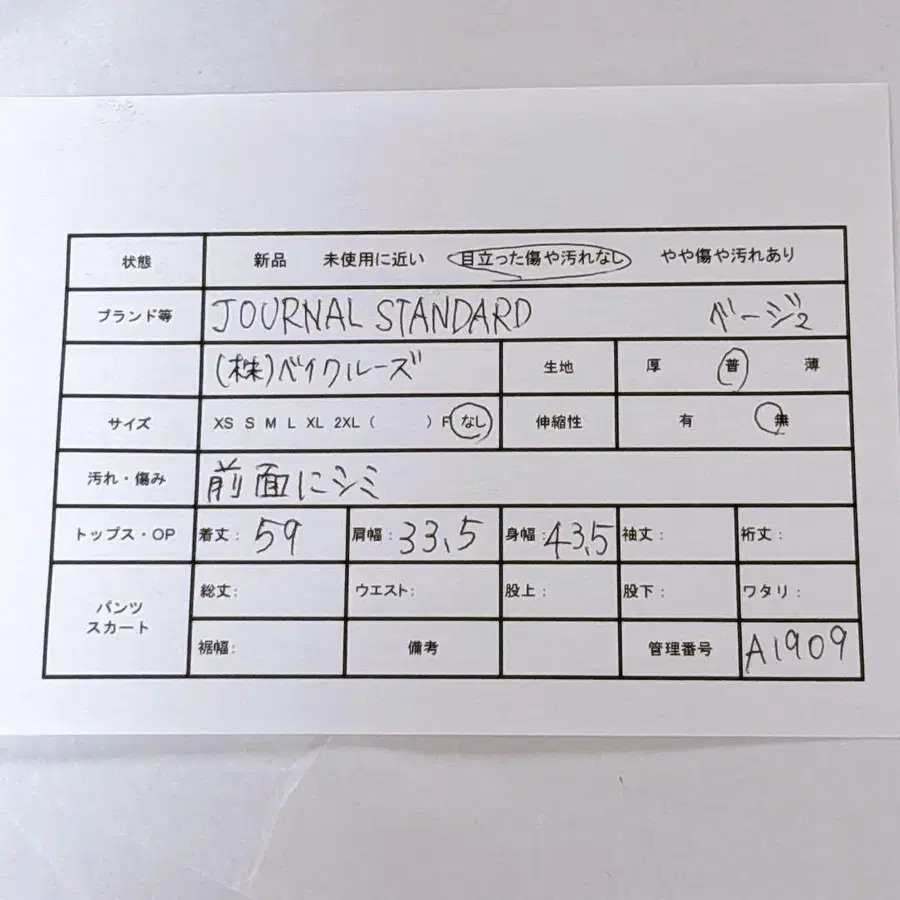 状態 新品 未使用に近い 目立った傷や汚れなし やや傷や汚れあり
ブランド等 JOURNAL STANDARD ベージ2
(株)ベイクルーズ 生地 厚 普 薄
サイズ XS S M L XL 2XL ( ) F なし 伸縮性 有 無
汚れ・傷み 前面にシミ
トップス・OP 着丈: 59 肩幅: 33.5 身幅: 43.5 袖丈: 裄丈:
パンツ スカート 総丈: ウエスト: 股上: 股下: ワタリ:
裾幅: 備考 管理番号 A1909